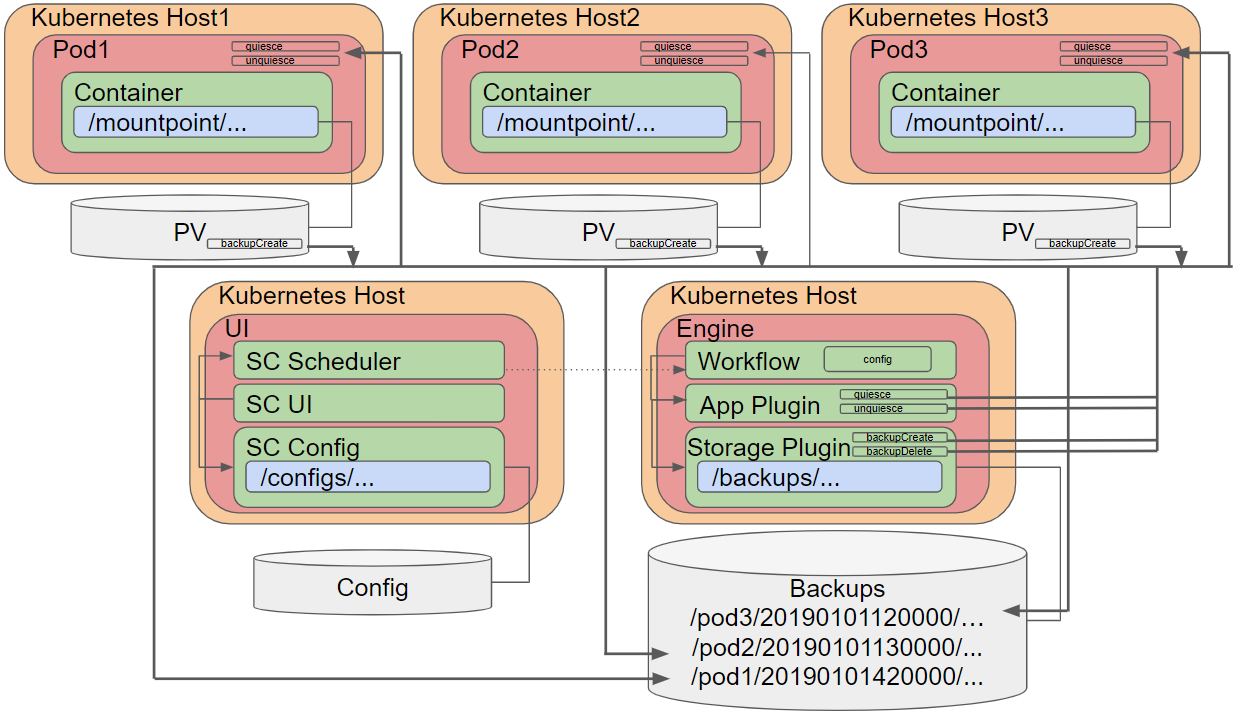 Kubernetes Host1
Pod1
quiesce
unquiesce
Container
/mountpoint/...
PV
backupCreate
Kubernetes Host2
Pod2
quiesce
unquiesce
Container
/mountpoint/...
PV
backupCreate
Kubernetes Host3
Pod3
quiesce
unquiesce
Container
/mountpoint/...
PV
backupCreate
Kubernetes Host
UI
SC Scheduler
SC UI
SC Config
/configs/...
Config
Kubernetes Host
Engine
Workflow
config
App Plugin
quiesce
unquiesce
Storage Plugin
backupCreate
backupDelete
/backups/...
Backups
/pod3/20190101120000/...
/pod2/20190101130000/...
/pod1/20190101420000/...